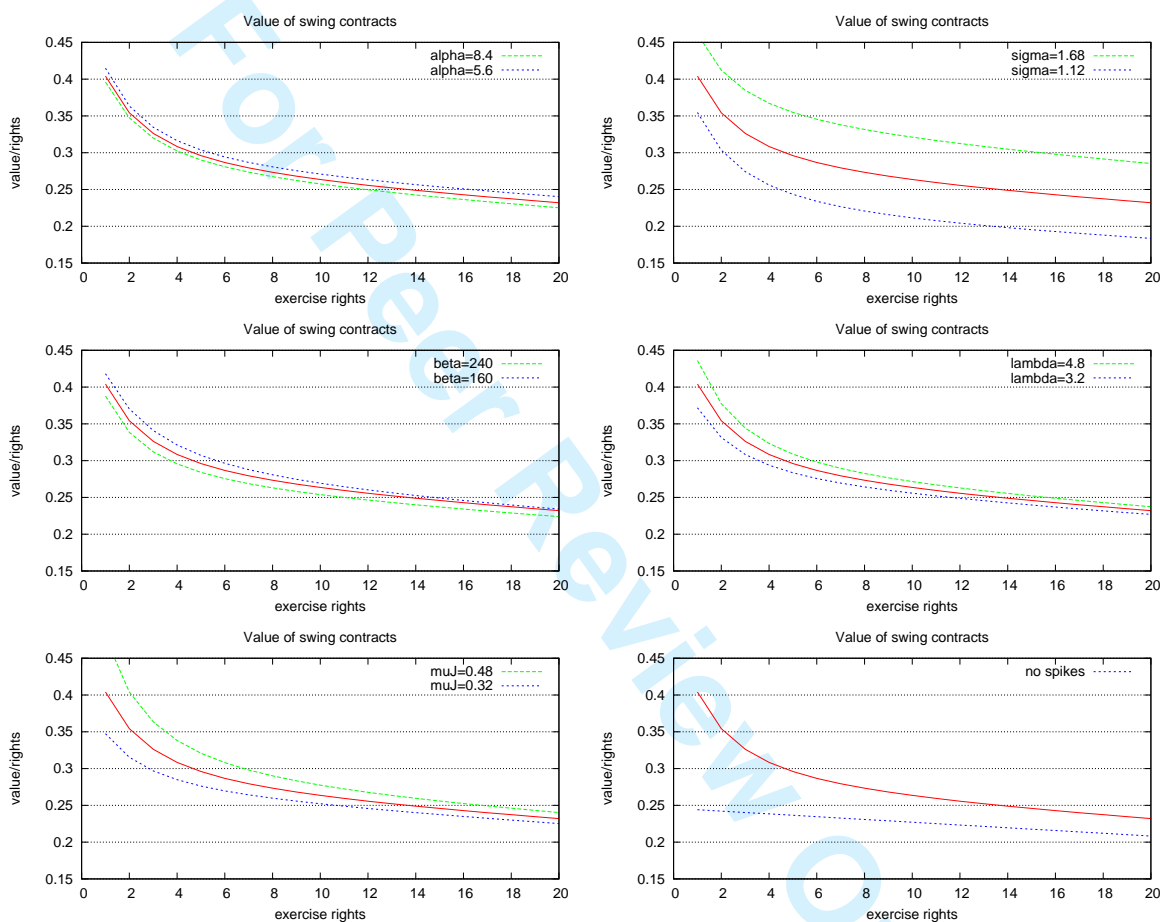 Value of swing contracts
0.45
0.4
0.35
0.3
0.25
0.2
0.15
value/rights
alpha=8.4
alpha=5.6
0 2 4 6 8 10 12 14 16 18 20
exercise rights
Value of swing contracts
0.45
0.4
0.35
0.3
0.25
0.2
0.15
value/rights
sigma=1.68
sigma=1.12
0 2 4 6 8 10 12 14 16 18 20
exercise rights
Value of swing contracts
0.45
0.4
0.35
0.3
0.25
0.2
0.15
value/rights
beta=240
beta=160
0 2 4 6 8 10 12 14 16 18 20
exercise rights
Value of swing contracts
0.45
0.4
0.35
0.3
0.25
0.2
0.15
value/rights
lambda=4.8
lambda=3.2
0 2 4 6 8 10 12 14 16 18 20
exercise rights
Value of swing contracts
0.45
0.4
0.35
0.3
0.25
0.2
0.15
value/rights
muJ=0.48
muJ=0.32
0 2 4 6 8 10 12 14 16 18 20
exercise rights
Value of swing contracts
0.45
0.4
0.35
0.3
0.25
0.2
0.15
value/rights
no spikes
0 2 4 6 8 10 12 14 16 18 20
exercise rights
For Peer Review O